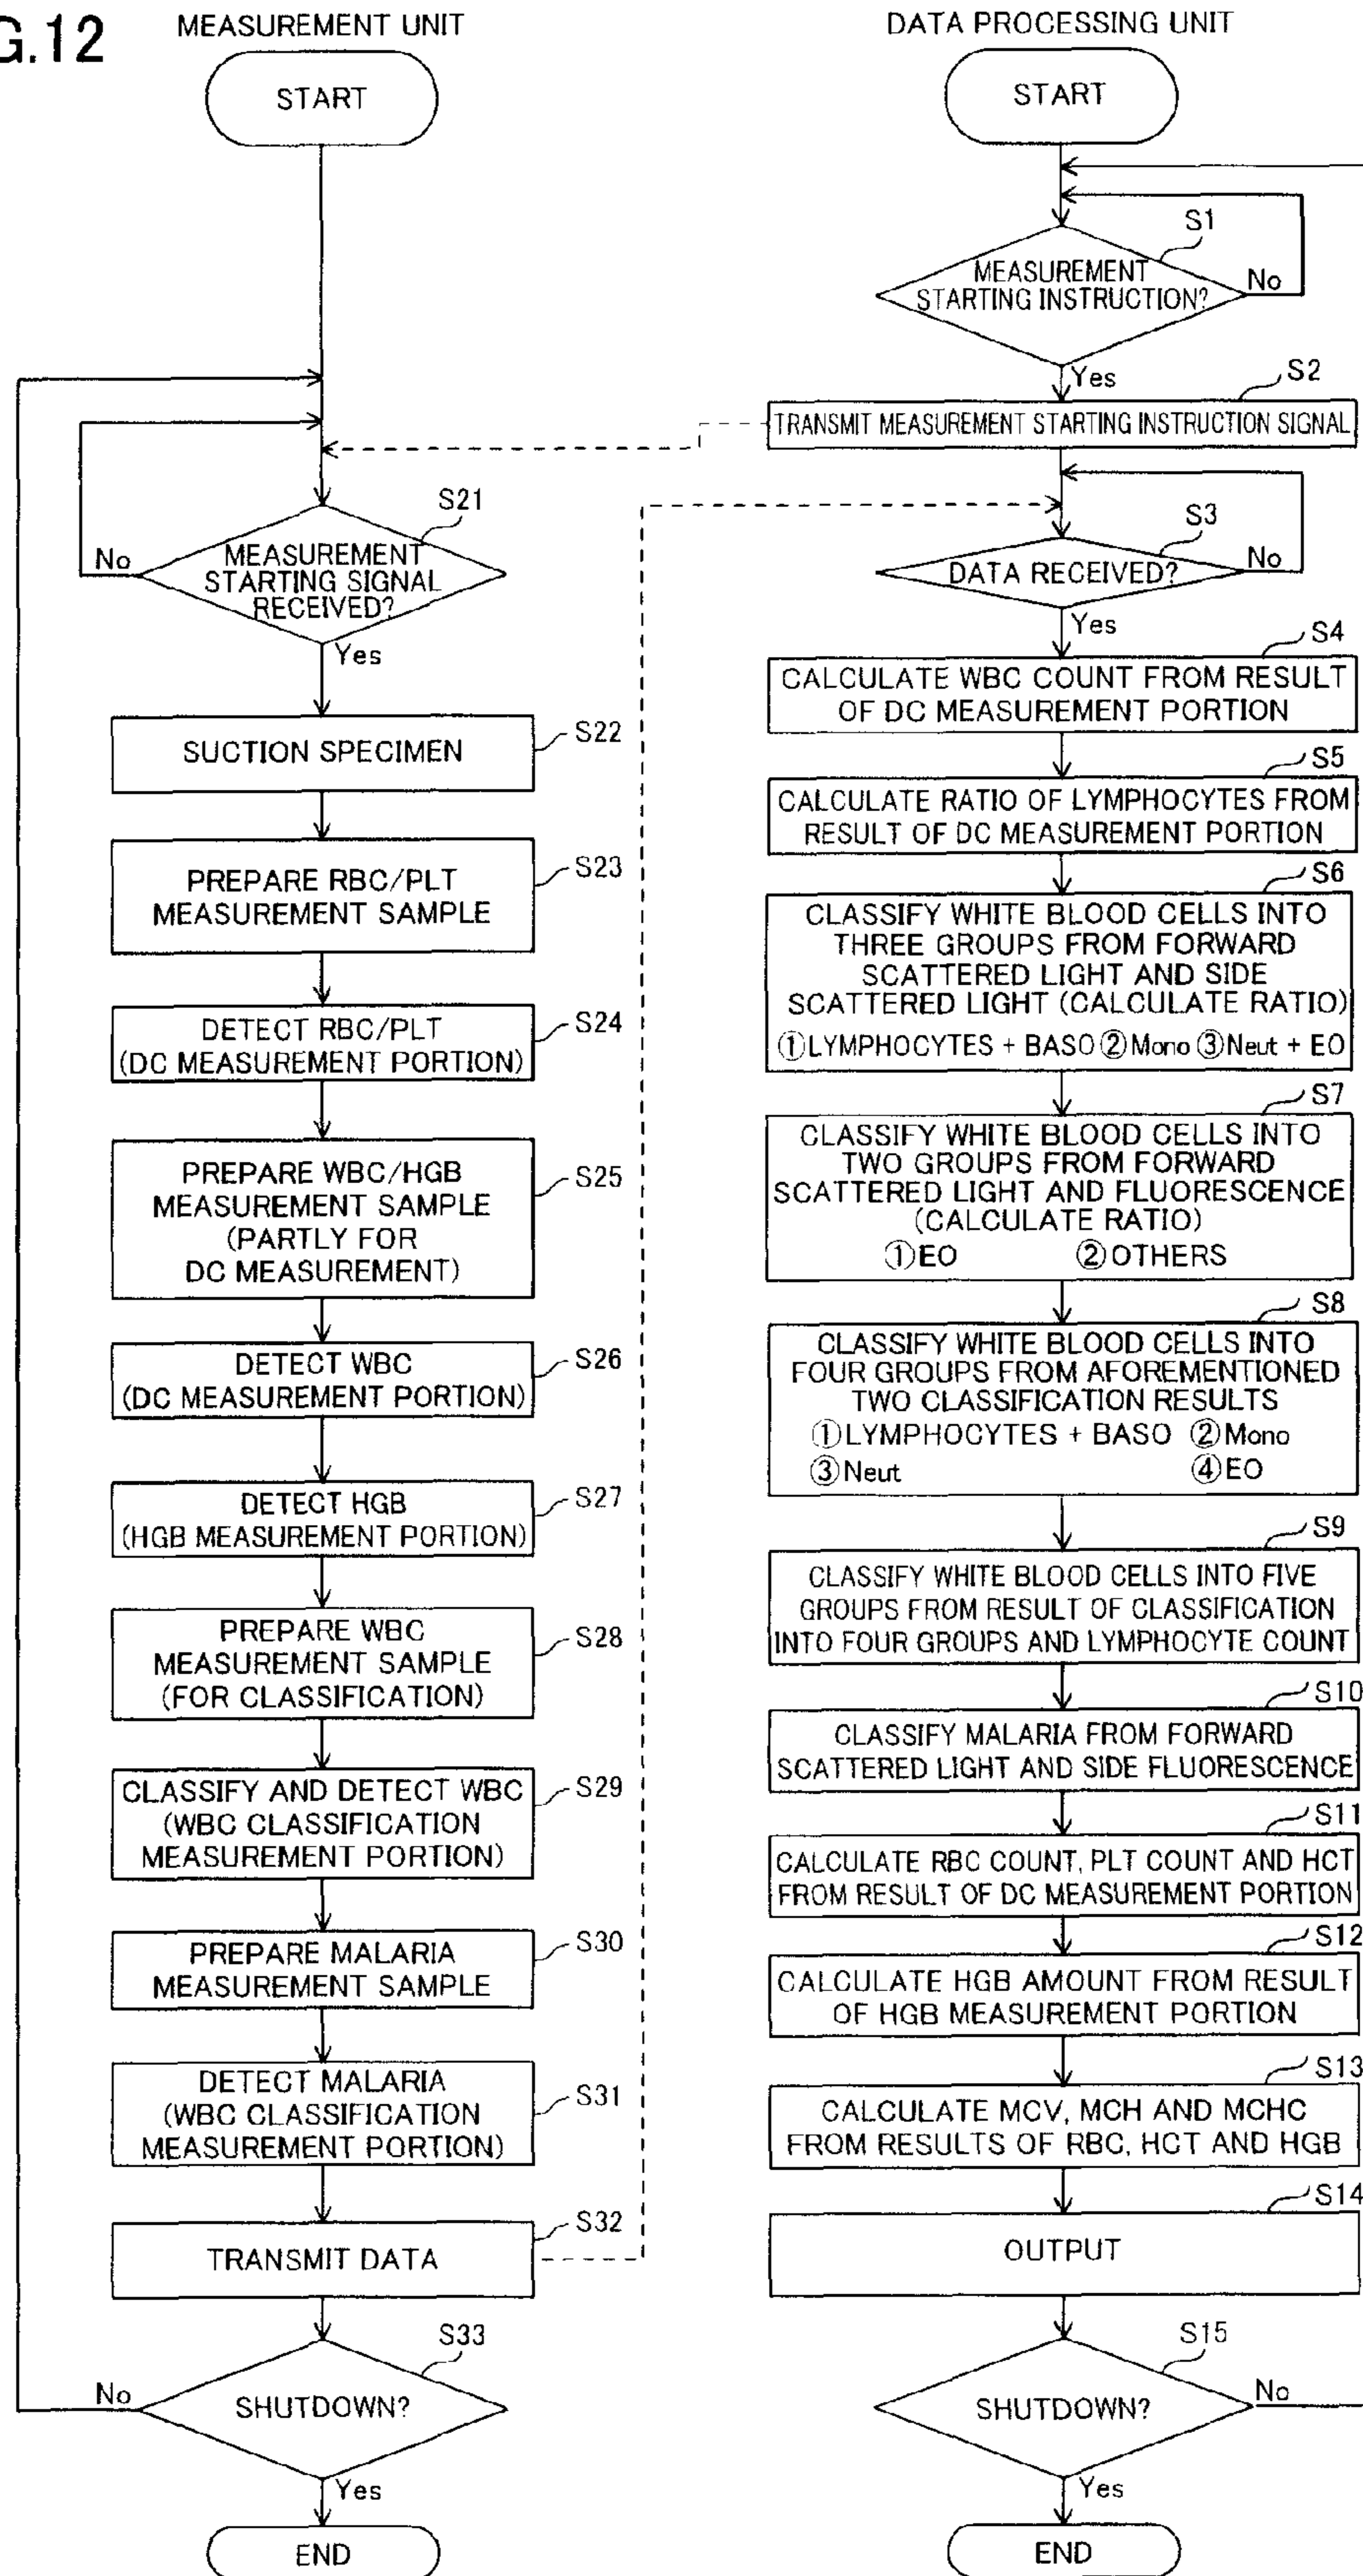 G.12
MEASUREMENT UNIT
START
S21
MEASUREMENT
STARTING SIGNAL
RECEIVED?
No
Yes
S22
SUCTION SPECIMEN
S23
PREPARE RBC/PLT
MEASUREMENT SAMPLE
S24
DETECT RBC/PLT
(DC MEASUREMENT PORTION)
S25
PREPARE WBC/HGB
MEASUREMENT SAMPLE
(PARTLY FOR
DC MEASUREMENT)
S26
DETECT WBC
(DC MEASUREMENT PORTION)
S27
DETECT HGB
(HGB MEASUREMENT PORTION)
S28
PREPARE WBC
MEASUREMENT SAMPLE
(FOR CLASSIFICATION)
S29
CLASSIFY AND DETECT WBC
(WBC CLASSIFICATION
MEASUREMENT PORTION)
S30
PREPARE MALARIA
MEASUREMENT SAMPLE
S31
DETECT MALARIA
(WBC CLASSIFICATION
MEASUREMENT PORTION)
S32
TRANSMIT DATA
S33
SHUTDOWN?
No
Yes
END
DATA PROCESSING UNIT
START
S1
MEASUREMENT
STARTING INSTRUCTION?
No
Yes
S2
TRANSMIT MEASUREMENT STARTING INSTRUCTION SIGNAL
S3
DATA RECEIVED?
No
Yes
S4
CALCULATE WBC COUNT FROM RESULT
OF DC MEASUREMENT PORTION
S5
CALCULATE RATIO OF LYMPHOCYTES FROM
RESULT OF DC MEASUREMENT PORTION
S6
CLASSIFY WHITE BLOOD CELLS INTO
THREE GROUPS FROM FORWARD
SCATTERED LIGHT AND SIDE
SCATTERED LIGHT (CALCULATE RATIO)
①LYMPHOCYTES + BASO ②Mono ③Neut + EO
S7
CLASSIFY WHITE BLOOD CELLS INTO
TWO GROUPS FROM FORWARD
SCATTERED LIGHT AND FLUORESCENCE
(CALCULATE RATIO)
①EO ②OTHERS
S8
CLASSIFY WHITE BLOOD CELLS INTO
FOUR GROUPS FROM AFOREMENTIONED
TWO CLASSIFICATION RESULTS
①LYMPHOCYTES + BASO ②Mono
③Neut ④EO
S9
CLASSIFY WHITE BLOOD CELLS INTO FIVE
GROUPS FROM RESULT OF CLASSIFICATION
INTO FOUR GROUPS AND LYMPHOCYTE COUNT
S10
CLASSIFY MALARIA FROM FORWARD
SCATTERED LIGHT AND SIDE FLUORESCENCE
S11
CALCULATE RBC COUNT, PLT COUNT AND HCT
FROM RESULT OF DC MEASUREMENT PORTION
S12
CALCULATE HGB AMOUNT FROM RESULT
OF HGB MEASUREMENT PORTION
S13
CALCULATE MCV, MCH AND MCHC
FROM RESULTS OF RBC, HCT AND HGB
S14
OUTPUT
S15
SHUTDOWN?
No
Yes
END